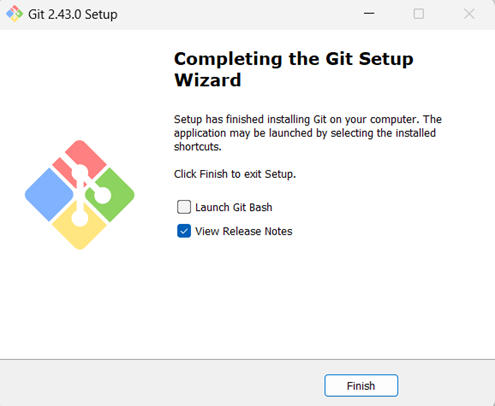 Git 2.43.0 Setup
Completing the Git Setup
Wizard
Setup has finished installing Git on your computer. The
application may be launched by selecting the installed
shortcuts.
Click Finish to exit Setup.
Launch Git Bash
View Release Notes
Finish